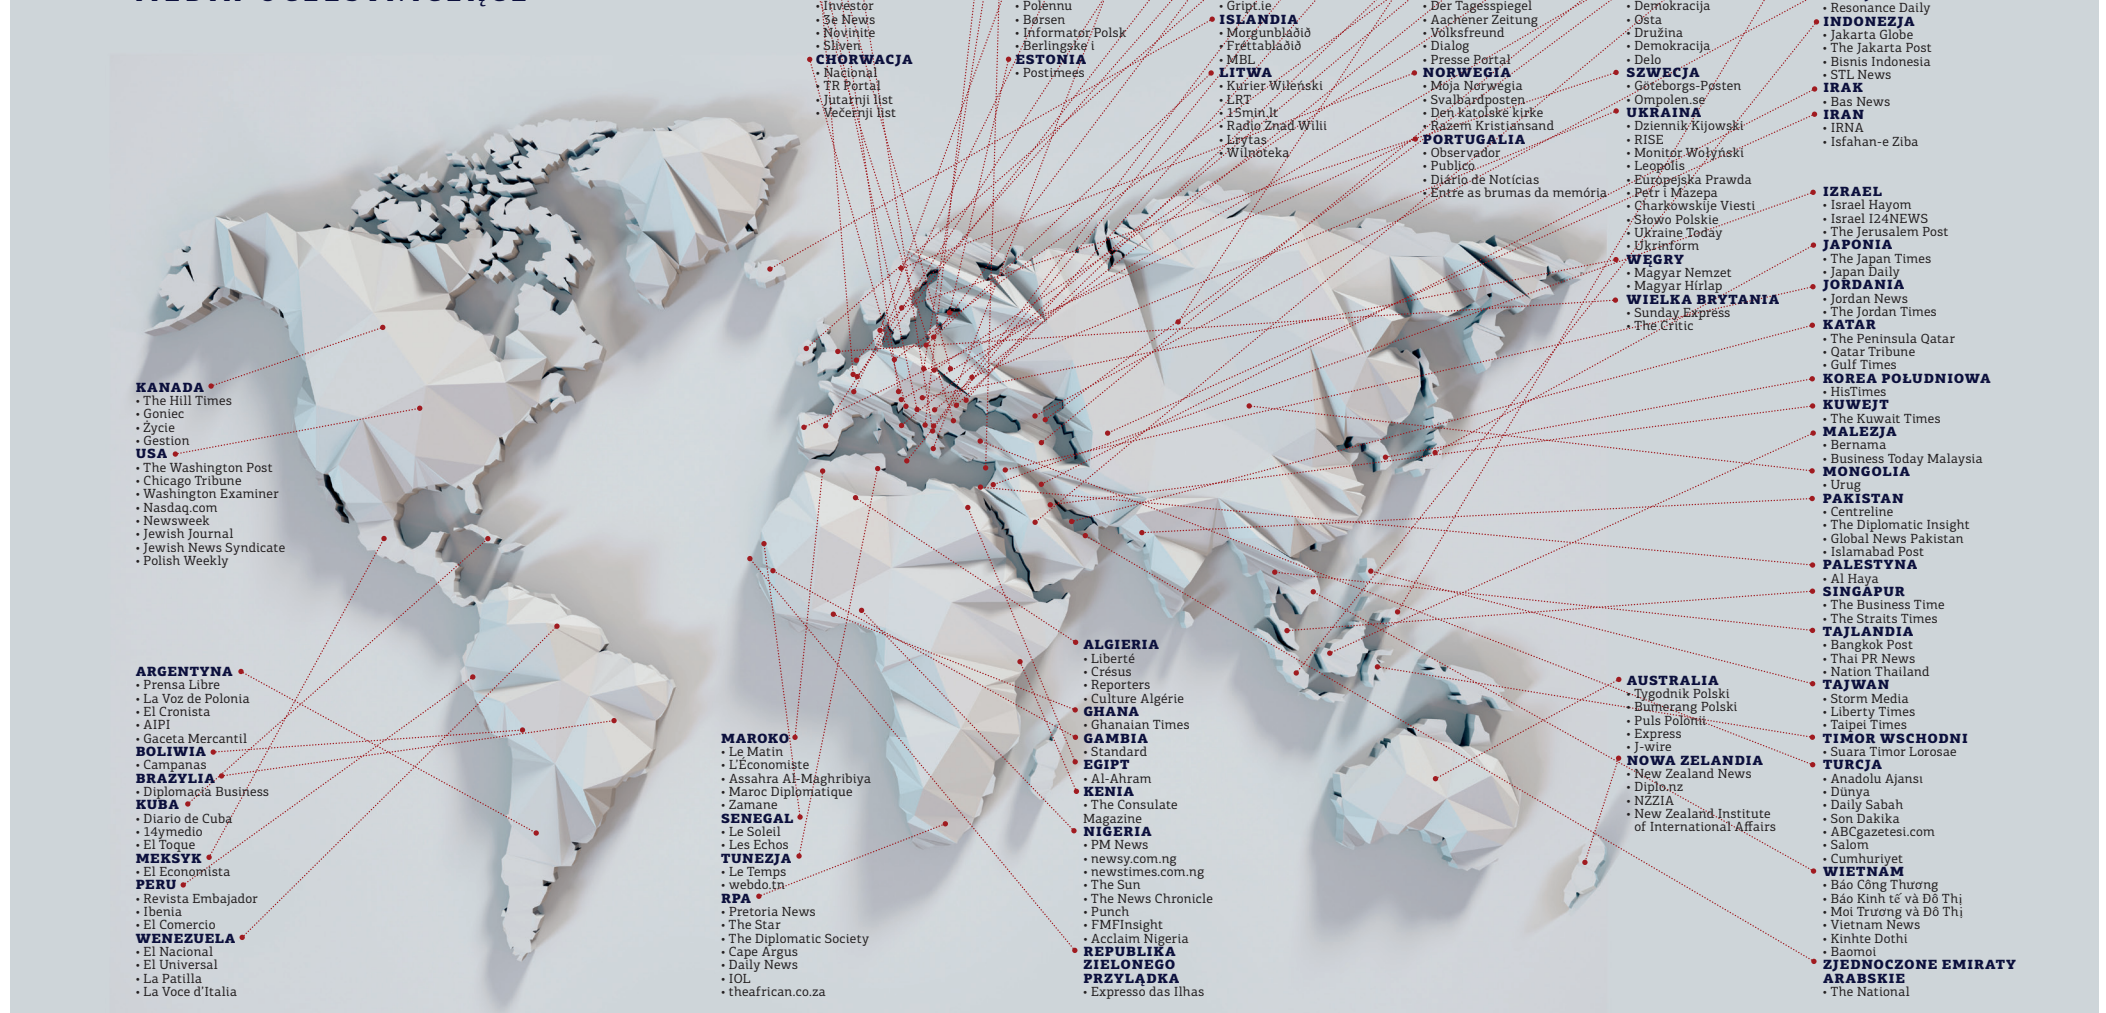 Investor
• 3e News
• Novinite
• Sliven
CHORWACJA
• Nacional
• TR Portal
• Jutarnji list
• Večernji list
• Polennu
• Børsen
• Informator Polsk
• Berlingske i
ESTONIA
• Postimees
• Gript.ie
ISLANDIA
• Morgunblaðið
• Fréttablaðið
• MBL
LITWA
• Kurier Wileński
• LRT
• 15min.lt
• Radio Znad Wilii
• Lrytas
• Wilnoteka
• Der Tagesspiegel
• Aachener Zeitung
• Volksfreund
• Dialog
• Presse Portal
NORWEGIA
• Moja Norwegia
• Svalbardposten
• Den katolske kirke
• Razem Kristiansand
PORTUGALIA
• Observador
• Publico
• Diário de Notícias
• Entre as brumas da memória
• Demokracija
• Osta
• Družina
• Demokracija
• Delo
SZWECJA
• Göteborgs-Posten
• Ompolen.se
UKRAINA
• Dziennik Kijowski
• RISE
• Monitor Wołyński
• Leopolis
• Europejska Prawda
• Petr i Mazepa
• Charkowskije Viesti
• Słowo Polskie
• Ukraine Today
• Ukrinform
WĘGRY
• Magyar Nemzet
• Magyar Hírlap
WIELKA BRYTANIA
• Sunday Express
• The Critic
• Resonance Daily
INDONEZJA
• Jakarta Globe
• The Jakarta Post
• Bisnis Indonesia
• STL News
IRAK
• Bas News
IRAN
• IRNA
• Isfahan-e Ziba
IZRAEL
• Israel Hayom
• Israel I24NEWS
• The Jerusalem Post
JAPONIA
• The Japan Times
• Japan Daily
JORDANIA
• Jordan News
• The Jordan Times
KATAR
• The Peninsula Qatar
• Qatar Tribune
• Gulf Times
KOREA POŁUDNIOWA
• HisTimes
KUWEJT
• The Kuwait Times
MALEZJA
• Bernama
• Business Today Malaysia
MONGOLIA
• Urug
PAKISTAN
• Centreline
• The Diplomatic Insight
• Global News Pakistan
• Islamabad Post
PALESTYNA
• Al Haya
SINGAPUR
• The Business Time
• The Straits Times
TAJLANDIA
• Bangkok Post
• Thai PR News
• Nation Thailand
TAJWAN
• Storm Media
• Liberty Times
• Taipei Times
TIMOR WSCHODNI
• Suara Timor Lorosae
TURCJA
• Anadolu Ajansı
• Dünya
• Daily Sabah
• Son Dakika
• ABCgazetesi.com
• Salom
• Cumhuriyet
WIETNAM
• Báo Công Thương
• Báo Kinh tế và Đô Thị
• Moi Trương và Đô Thị
• Vietnam News
• Kinhte Dothi
• Baomoi
ZJEDNOCZONE EMIRATY
ARABSKIE
• The National
KANADA
• The Hill Times
• Goniec
• Życie
• Gestion
USA
• The Washington Post
• Chicago Tribune
• Washington Examiner
• Nasdaq.com
• Newsweek
• Jewish Journal
• Jewish News Syndicate
• Polish Weekly
ARGENTYNA
• Prensa Libre
• La Voz de Polonia
• El Cronista
• AIPI
• Gaceta Mercantil
BOLIWIA
• Campanas
BRAZYLIA
• Diplomacia Business
KUBA
• Diario de Cuba
• 14ymedio
• El Toque
MEKSYK
• El Economista
PERU
• Revista Embajador
• Ibenia
• El Comercio
WENEZUELA
• El Nacional
• El Universal
• La Patilla
• La Voce d'Italia
MAROKO
• Le Matin
• L'Économiste
• Assahra Al-Maghribiya
• Maroc Diplomatique
• Zamane
SENEGAL
• Le Soleil
• Les Echos
TUNEZJA
• Le Temps
• webdo.tn
RPA
• Pretoria News
• The Star
• The Diplomatic Society
• Cape Argus
• Daily News
• IOL
• theafrican.co.za
ALGIERIA
• Liberté
• Crésus
• Reporters
• Culture Algérie
GHANA
• Ghanaian Times
GAMBIA
• Standard
EGIPT
• Al-Ahram
KENIA
• The Consulate
Magazine
NIGERIA
• PM News
• newsy.com.ng
• newstimes.com.ng
• The Sun
• The News Chronicle
• Punch
• FMFInsight
• Acclaim Nigeria
REPUBLIKA
ZIELONEGO
PRZYLĄDKA
• Expresso das Ilhas
AUSTRALIA
• Tygodnik Polski
• Bumerang Polski
• Puls Polonii
• Express
• J-wire
NOWA ZELANDIA
• New Zealand News
• Diplo.nz
• NZZIA
• New Zealand Institute
of International Affairs